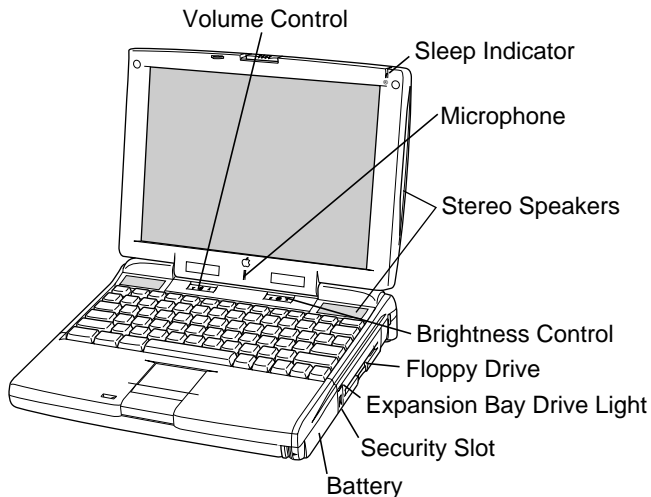 Volume Control
Sleep Indicator
Microphone
Stereo Speakers
Brightness Control
Floppy Drive
Expansion Bay Drive Light
Security Slot
Battery